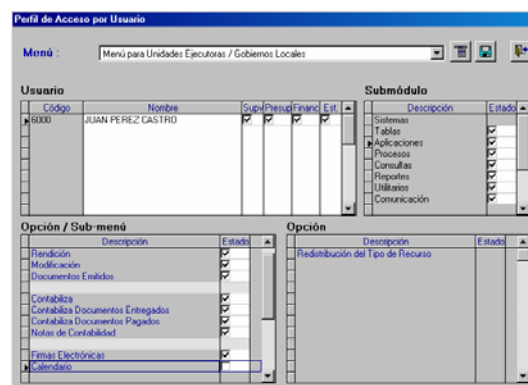 Perfil de Acceso por Usuario
Menú :
Menú para Unidades Ejecutoras / Gobiernos Locales
Usuario
Código Nombre Supv Presup Financ Est.
6000 JUAN PEREZ CASTRO
Submódulo
Descripción Estado
Sistemas
Tablas
Aplicaciones
Procesos
Consultas
Reportes
Utilitarios
Comunicación
Opción / Sub-menú
Descripción Estado
Rendición
Modificación
Documentos Emitidos
Contabiliza
Contabiliza Documentos Entregados
Contabiliza Documentos Pagados
Notas de Contabilidad
Firmas Electrónicas
Calendario
Opción
Descripción Estado
Redistribución del Tipo de Recurso